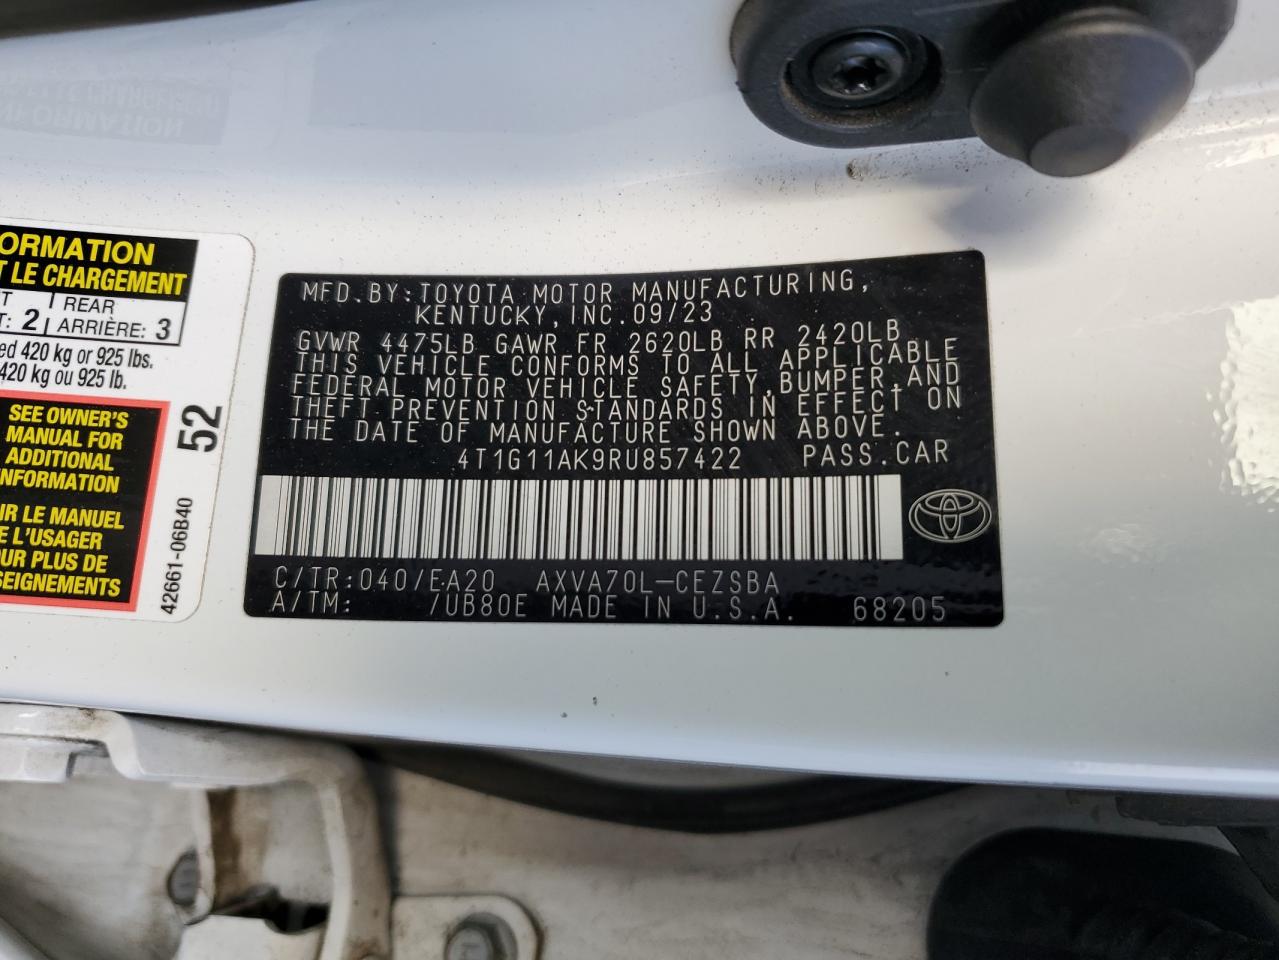 ORMATION
T LE CHARGEMENT
T REAR
T: 2 ARRIÈRE: 3
ed 420 kg or 925 lbs.
420 kg ou 925 lb.
SEE OWNER'S
MANUAL FOR
ADDITIONAL
INFORMATION
IR LE MANUEL
E L'USAGER
OUR PLUS DE
SEIGNEMENTS
52
42661-06B40
MFD.BY:TOYOTA MOTOR MANUFACTURING,
KENTUCKY,INC.09/23
GVWR 4475LB GAWR FR 2620LB RR 2420LB
THIS VEHICLE CONFORMS TO ALL APPLICABLE
FEDERAL MOTOR VEHICLE SAFETY,BUMPER,AND
THEFT PREVENTION STANDARDS IN EFFECT ON
THE DATE OF MANUFACTURE SHOWN ABOVE.
4T1G11AK9RU857422 PASS.CAR
C/TR:040/EA20 AXVA70L-CEZSBA
A/TM: /UB80E MADE IN U.S.A. 68205